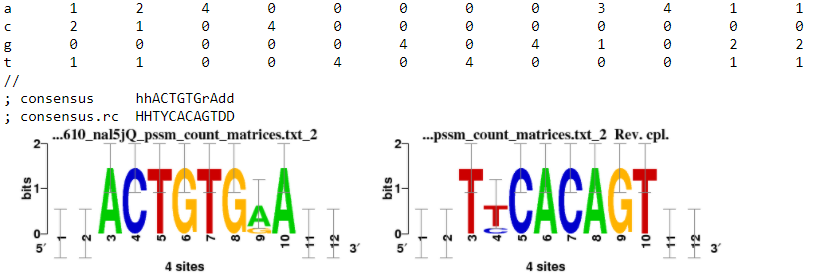 a 1 2 4 0 0 0 0 0 3 4 1 1
c 2 1 0 4 0 0 0 0 0 0 0 0
g 0 0 0 0 0 4 0 4 1 0 2 2
t 1 1 0 0 4 0 4 0 0 0 1 1
//
; consensus hhACTGTGrAdd
; consensus.rc HHTYCACAGTDD
...610_nal5jQ_pssm_count_matrices.txt_2
2
bits
1
0
ACTGTGAA
5′ 1 2 3 4 5 6 7 8 9 10 11 12 3′
4 sites
...pssm_count_matrices.txt_2 Rev. cpl.
2
bits
1
0
TTCACAGT
5′ 1 2 3 4 5 6 7 8 9 10 11 12 3′
4 sites